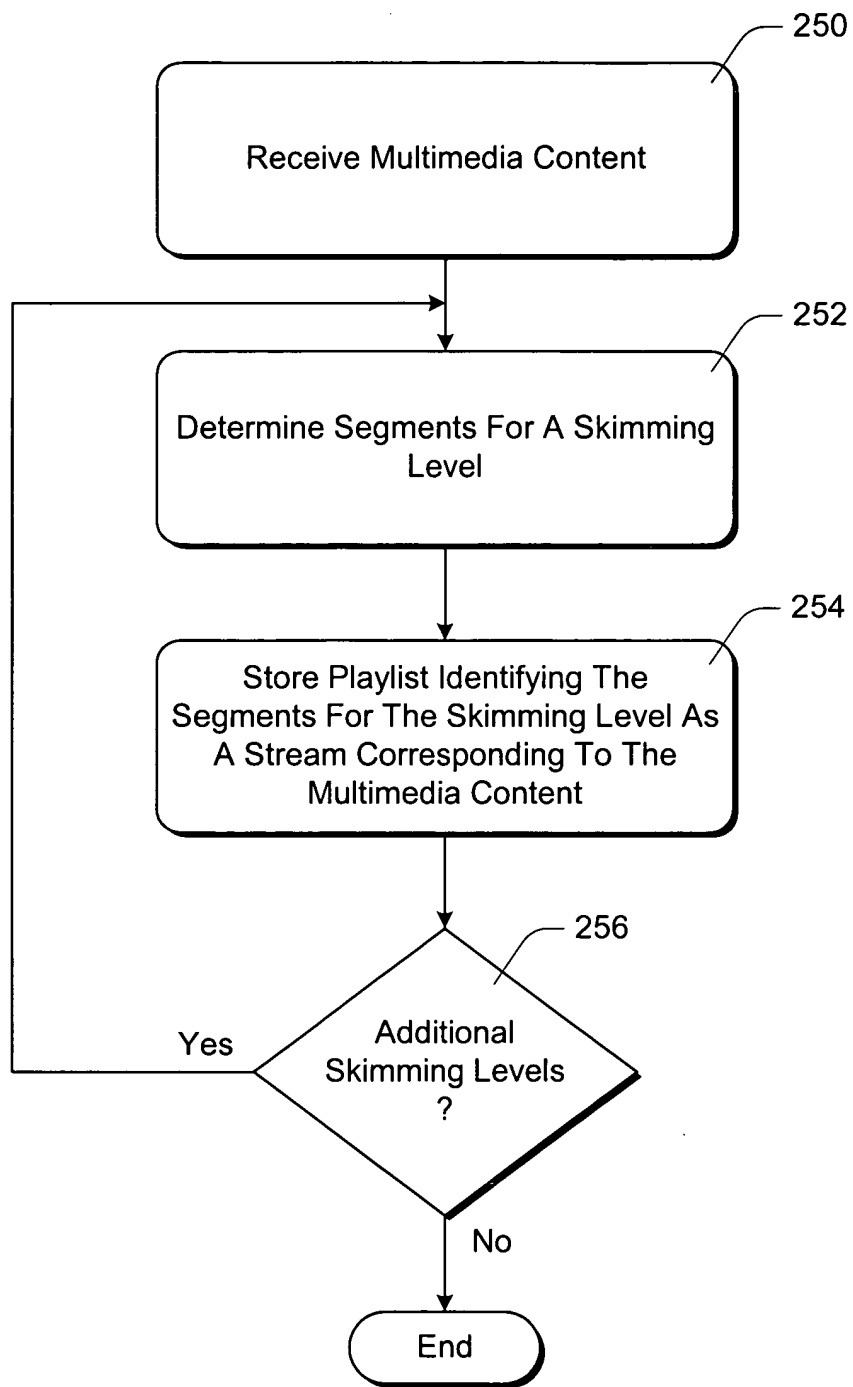 250
Receive Multimedia Content
252
Determine Segments For A Skimming
Level
254
Store Playlist Identifying The
Segments For The Skimming Level As
A Stream Corresponding To The
Multimedia Content
256
Additional
Skimming Levels
?
Yes
No
End